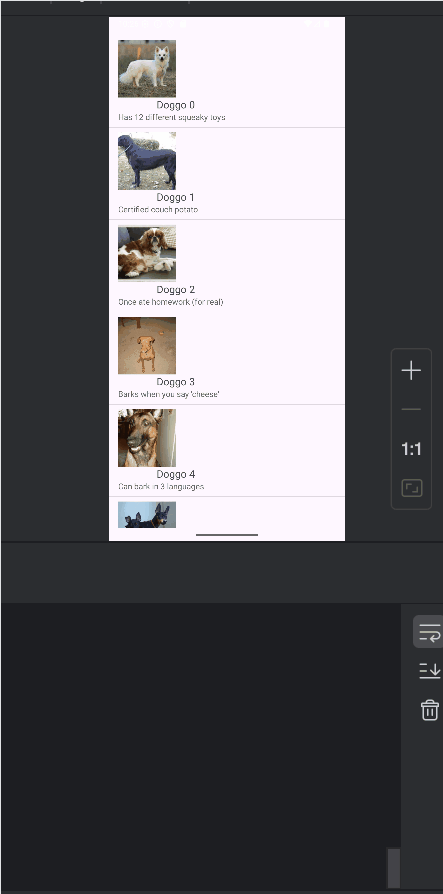 Doggo 0
Has 12 different squeaky toys
Doggo 1
Certified couch potato
Doggo 2
Once ate homework (for real)
Doggo 3
Barks when you say 'cheese'
Doggo 4
Can bark in 3 languages
1:1